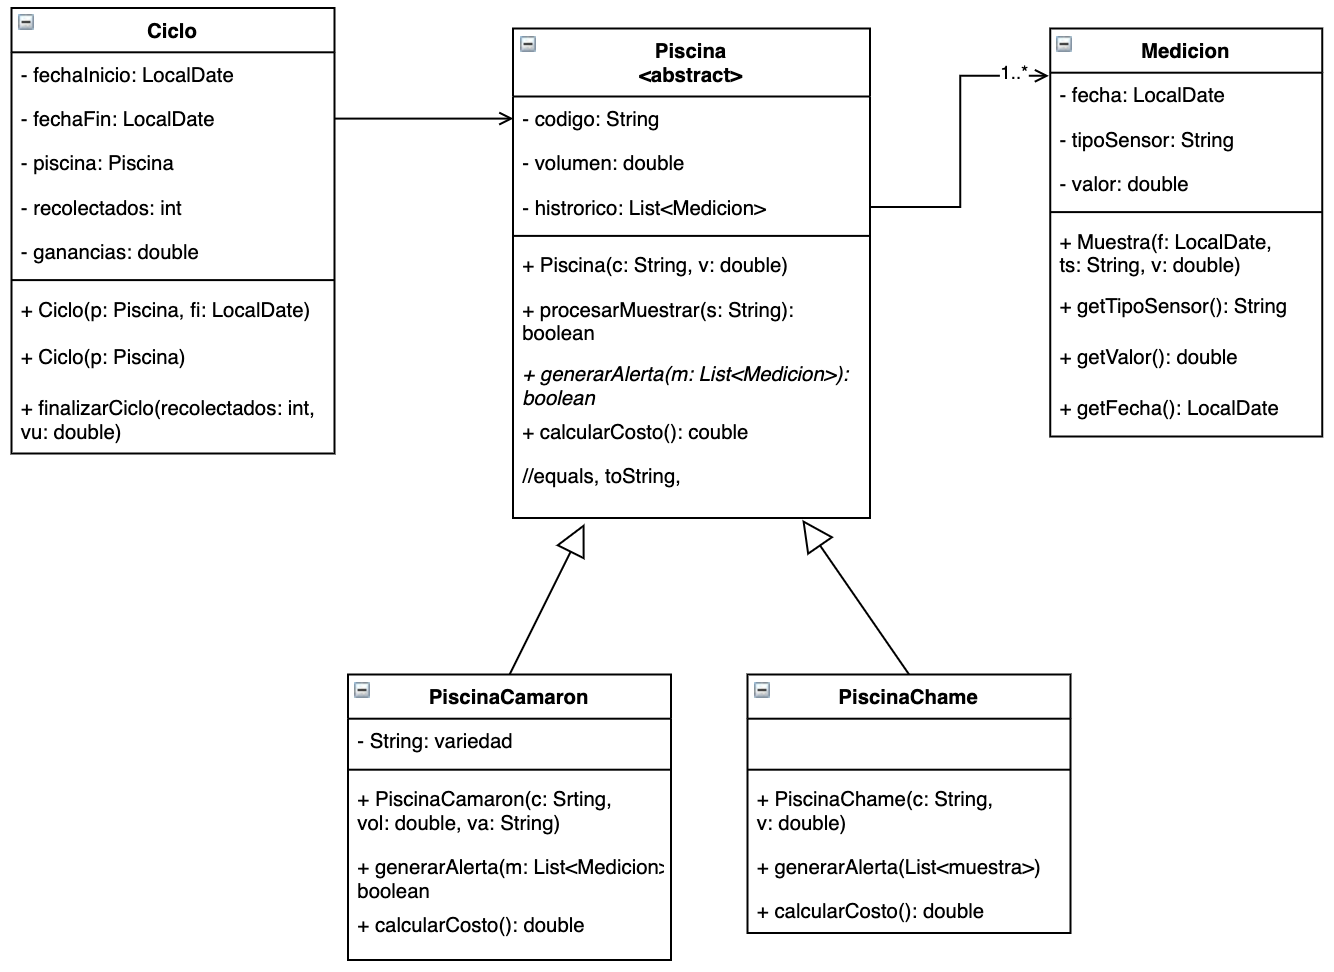 Ciclo
- fechaInicio: LocalDate
- fechaFin: LocalDate
- piscina: Piscina
- recolectados: int
- ganancias: double
+ Ciclo(p: Piscina, fi: LocalDate)
+ Ciclo(p: Piscina)
+ finalizarCiclo(recolectados: int,
vu: double)
Piscina
<abstract>
- codigo: String
- volumen: double
- histrorico: List<Medicion>
+ Piscina(c: String, v: double)
+ procesarMuestrar(s: String):
boolean
+ generarAlerta(m: List<Medicion>):
boolean
+ calcularCosto(): couble
//equals, toString,
1..*
Medicion
- fecha: LocalDate
- tipoSensor: String
- valor: double
+ Muestra(f: LocalDate,
ts: String, v: double)
+ getTipoSensor(): String
+ getValor(): double
+ getFecha(): LocalDate
PiscinaCamaron
- String: variedad
+ PiscinaCamaron(c: Srting,
vol: double, va: String)
+ generarAlerta(m: List<Medicion>
boolean
+ calcularCosto(): double
PiscinaChame
+ PiscinaChame(c: String,
v: double)
+ generarAlerta(List<muestra>)
+ calcularCosto(): double